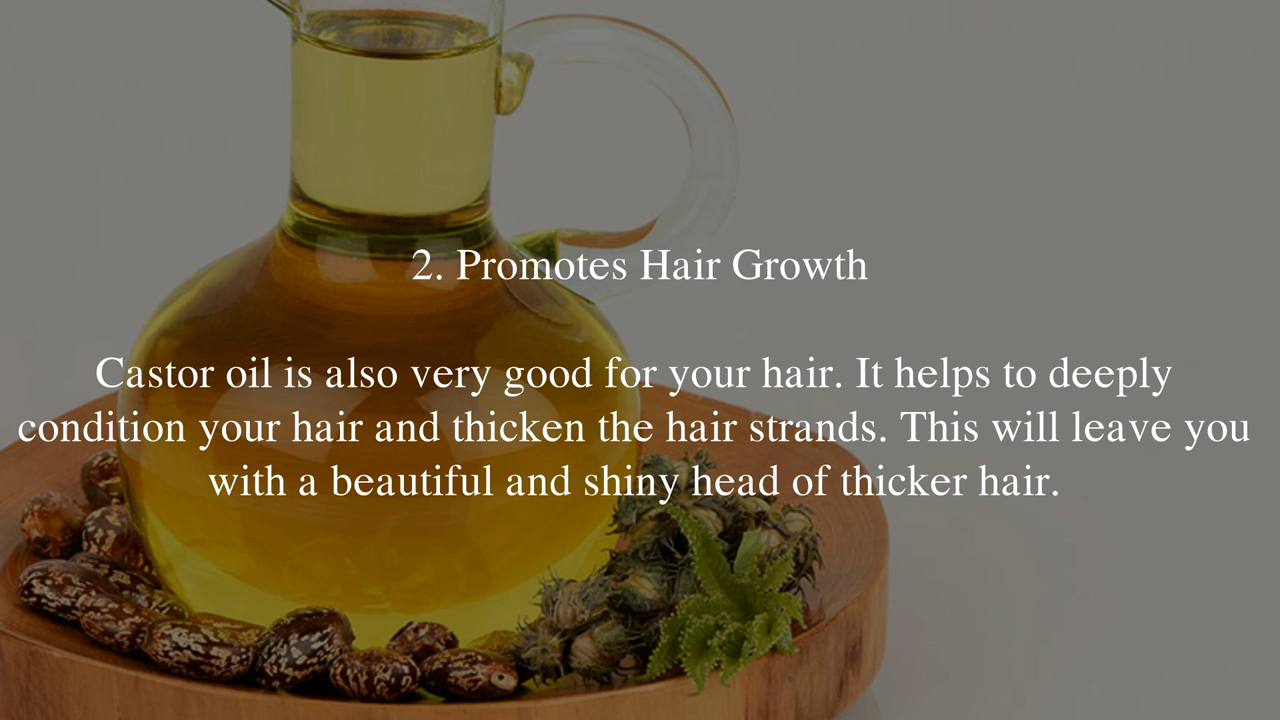 2. Promotes Hair Growth
Castor oil is also very good for your hair. It helps to deeply
condition your hair and thicken the hair strands. This will leave you
with a beautiful and shiny head of thicker hair.